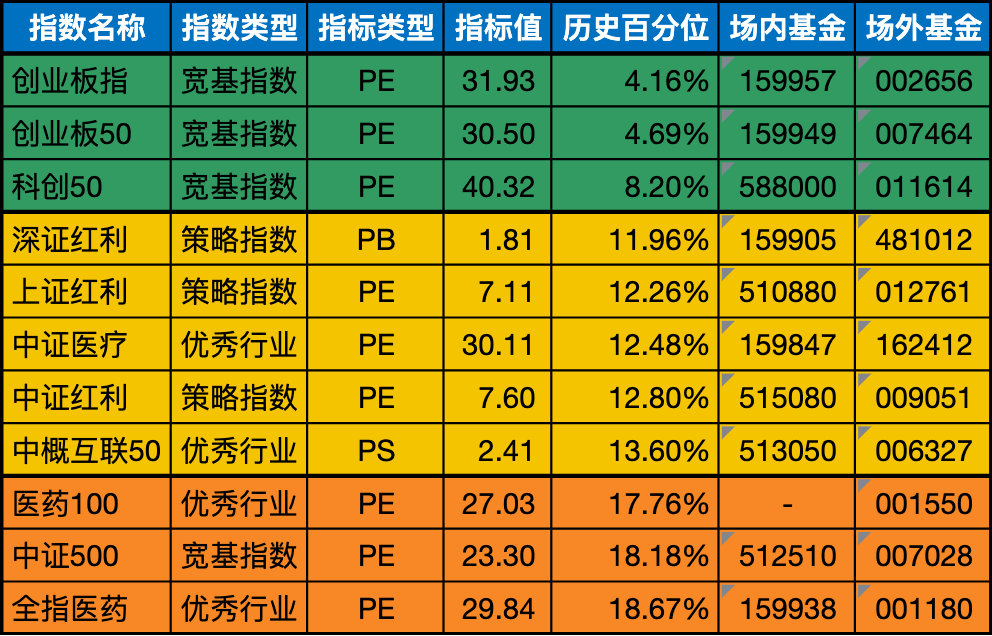 指数名称 指数类型 指标类型 指标值 历史百分位 场内基金 场外基金
创业板指 宽基指数 PE 31.93 4.16% 159957 002656
创业板50 宽基指数 PE 30.50 4.69% 159949 007464
科创50 宽基指数 PE 40.32 8.20% 588000 011614
深证红利 策略指数 PB 1.81 11.96% 159905 481012
上证红利 策略指数 PE 7.11 12.26% 510880 012761
中证医疗 优秀行业 PE 30.11 12.48% 159847 162412
中证红利 策略指数 PE 7.60 12.80% 515080 009051
中概互联50 优秀行业 PS 2.41 13.60% 513050 006327
医药100 优秀行业 PE 27.03 17.76% - 001550
中证500 宽基指数 PE 23.30 18.18% 512510 007028
全指医药 优秀行业 PE 29.84 18.67% 159938 001180